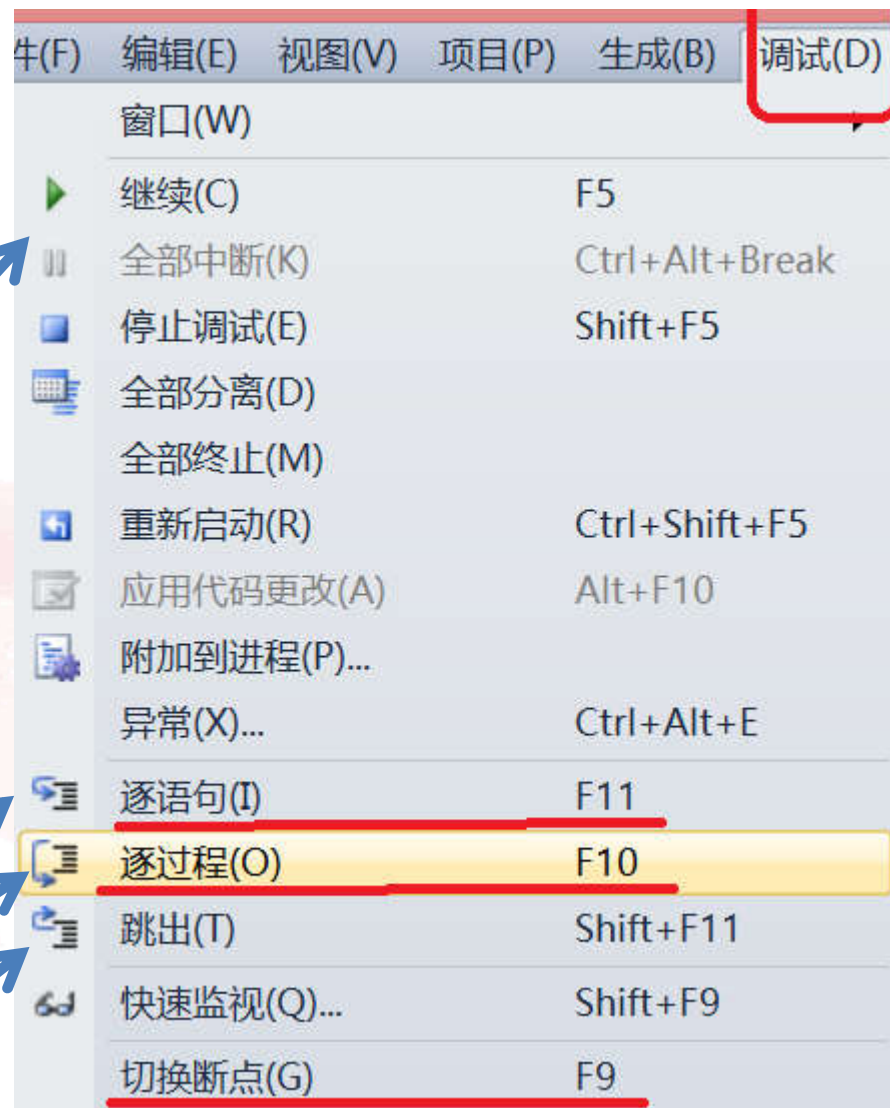 件(F) 编辑(E) 视图(V) 项目(P) 生成(B) 调试(D)
窗口(W)
继续(C) F5
全部中断(K) Ctrl+Alt+Break
停止调试(E) Shift+F5
全部分离(D)
全部终止(M)
重新启动(R) Ctrl+Shift+F5
应用代码更改(A) Alt+F10
附加到进程(P)...
异常(X)... Ctrl+Alt+E
逐语句(I) F11
逐过程(O) F10
跳出(T) Shift+F11
快速监视(Q)... Shift+F9
切换断点(G) F9